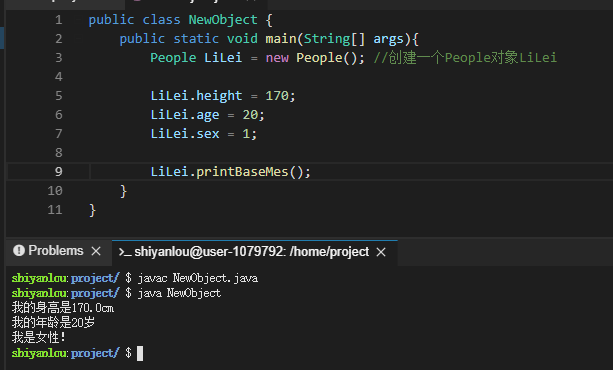 1 public class NewObject {
2 public static void main(String[] args){
3 People LiLei = new People(); //创建一个People对象LiLei
4
5 LiLei.height = 170;
6 LiLei.age = 20;
7 LiLei.sex = 1;
8
9 LiLei.printBaseMes();
10 }
11 }
Problems × >_ shiyanlou@user-1079792: /home/project ×
shiyanlou:project/ $ javac NewObject.java
shiyanlou:project/ $ java NewObject
我的身高是170.0cm
我的年龄是20岁
我是女性!
shiyanlou:project/ $